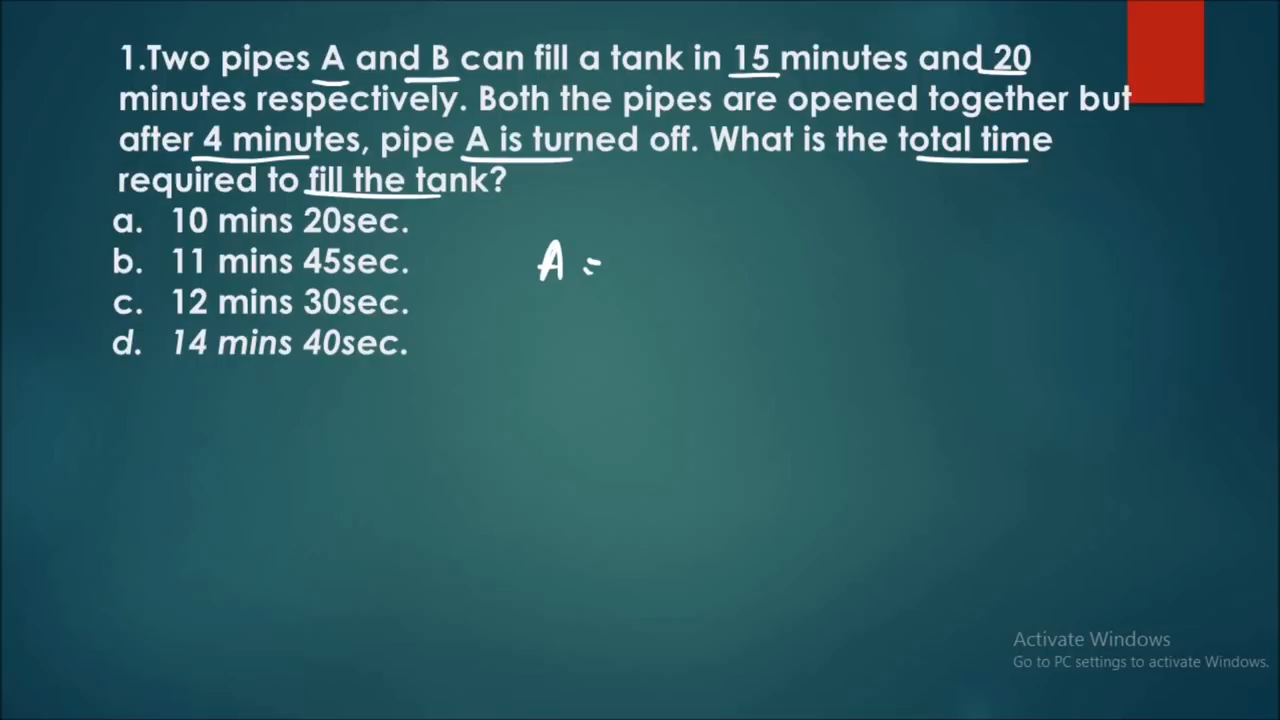 1.Two pipes A and B can fill a tank in 15 minutes and 20
minutes respectively. Both the pipes are opened together but
after 4 minutes, pipe A is turned off. What is the total time
required to fill the tank?
a. 10 mins 20sec.
b. 11 mins 45sec.
c. 12 mins 30sec.
d. 14 mins 40sec.
A =
Activate Windows
Go to PC settings to activate Windows.